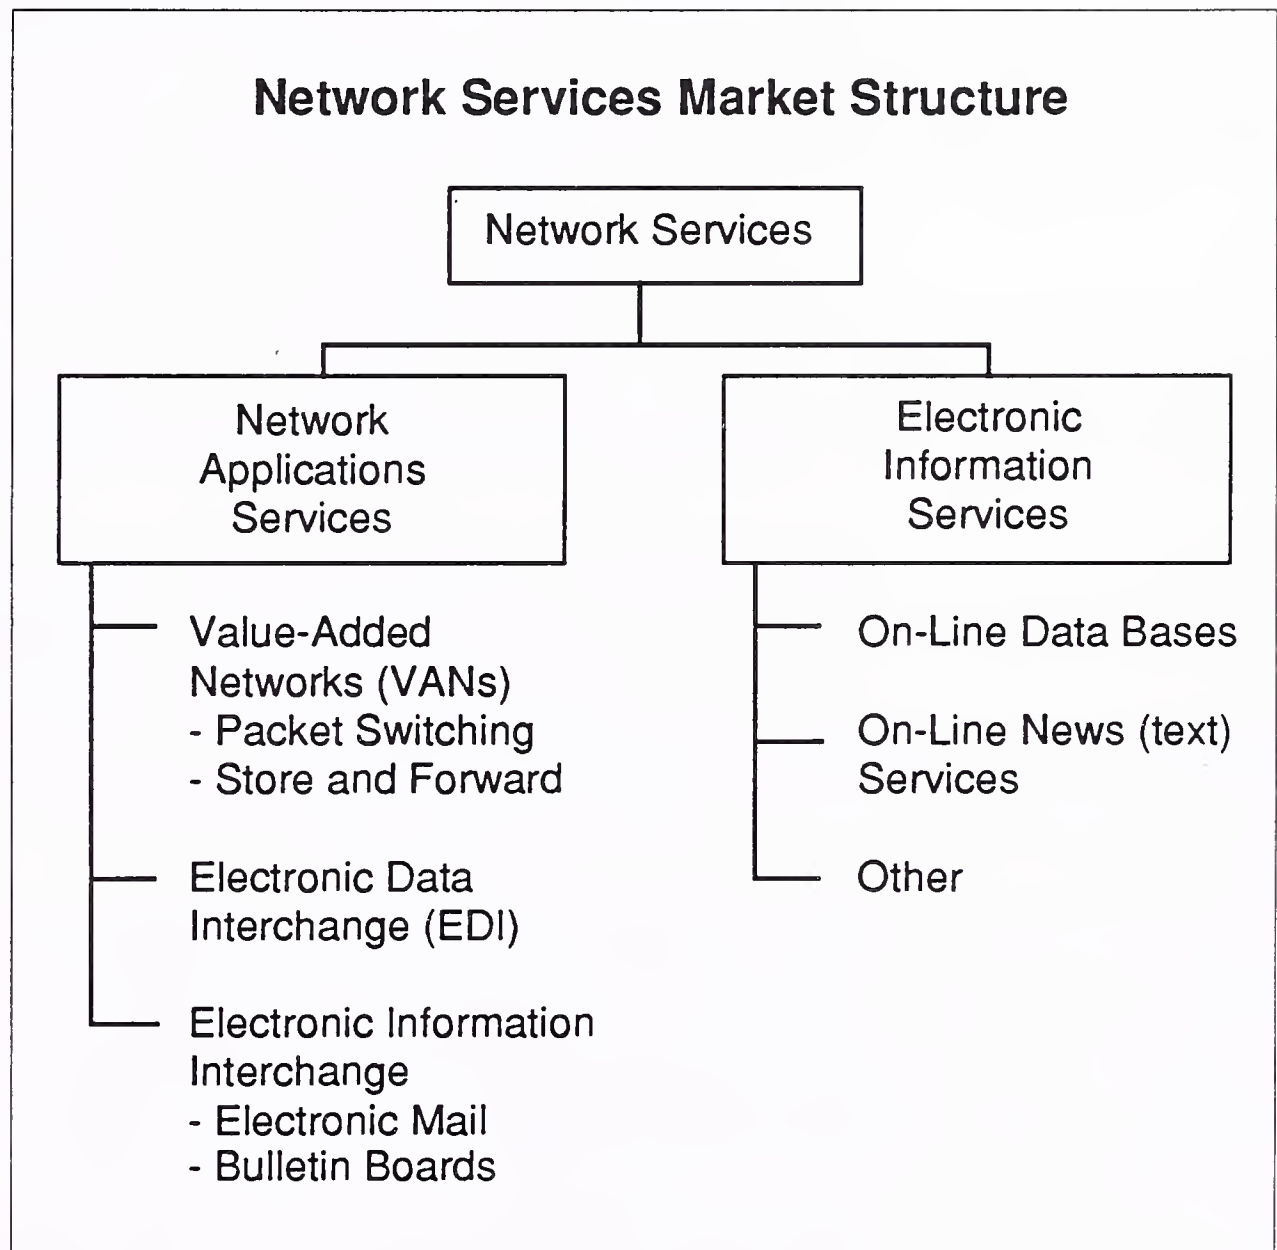 Network Services Market Structure
Network Services
Network
Applications
Services
Value-Added
Networks (VANs)
- Packet Switching
- Store and Forward
Electronic Data
Interchange (EDI)
Electronic Information
Interchange
- Electronic Mail
- Bulletin Boards
Electronic
Information
Services
On-Line Data Bases
On-Line News (text)
Services
Other